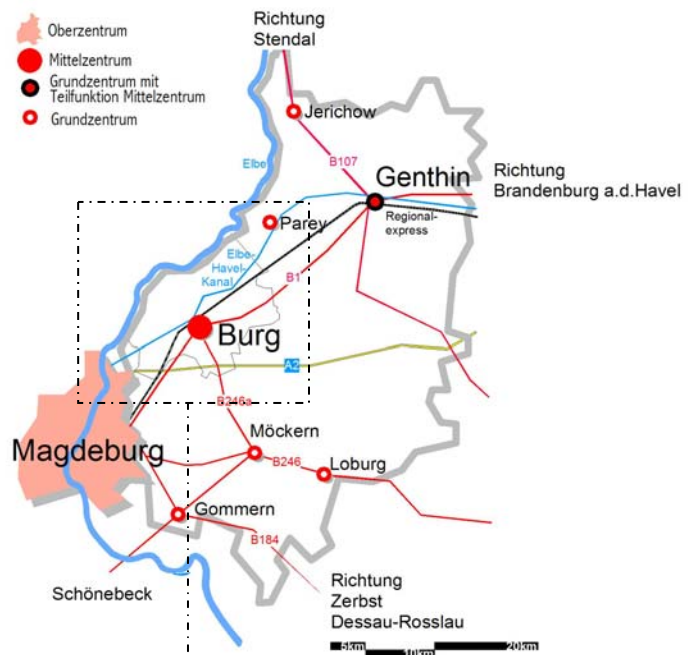 Oberzentrum
Mittelzentrum
Grundzentrum mit
Teilfunktion Mittelzentrum
Grundzentrum
Richtung
Stendal
Jerichow
Elbe
B107
Genthin
Richtung
Brandenburg a.d.Havel
Regional-
express
Parey
Elbe-
Havel-
Kanal
B1
Burg
A2
B246a
Magdeburg
Möckern
B246
Loburg
Gommern
B184
Schönebeck
Richtung
Zerbst
Dessau-Rosslau
5km
10km
20km